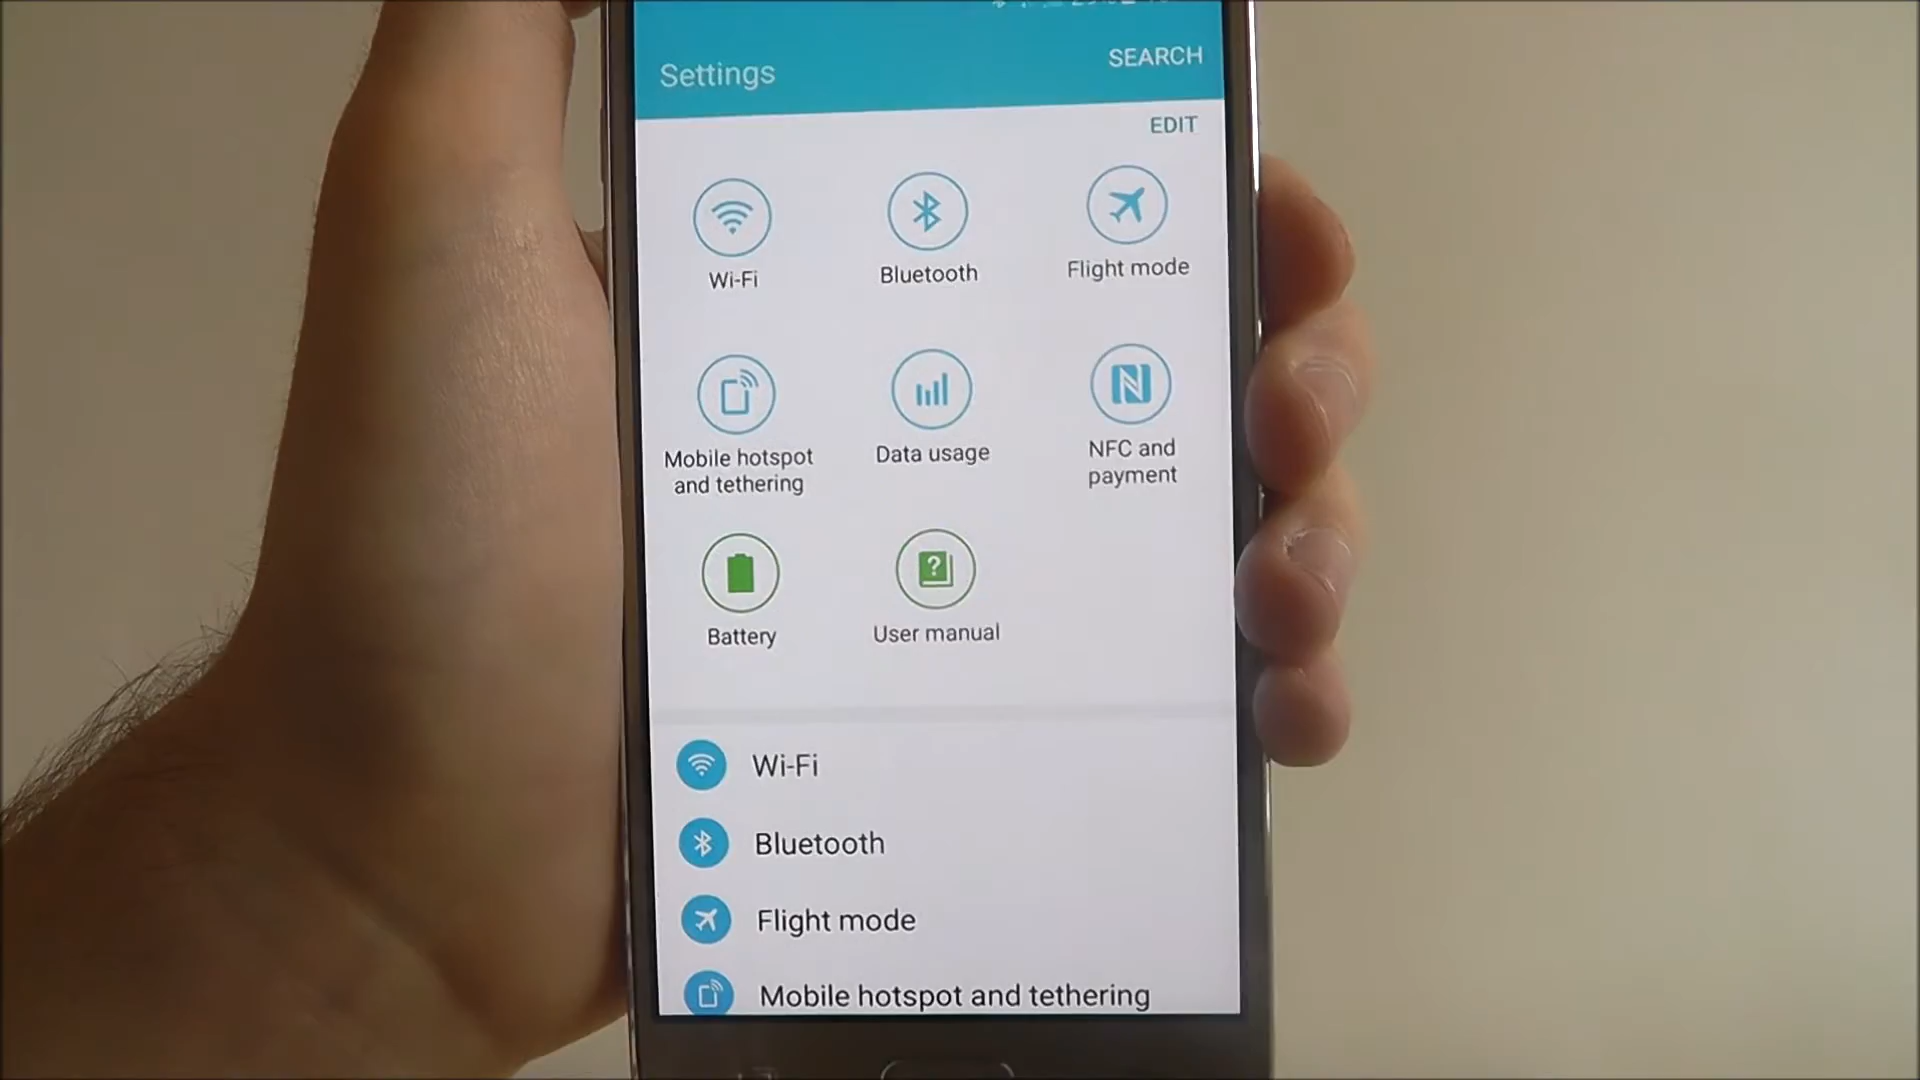 SEARCH
Settings
EDIT
Wi-Fi
Bluetooth
Flight mode
Mobile hotspot
and tethering
Data usage
NFC and
payment
Battery
User manual
Wi-Fi
Bluetooth
Flight mode
Mobile hotspot and tethering